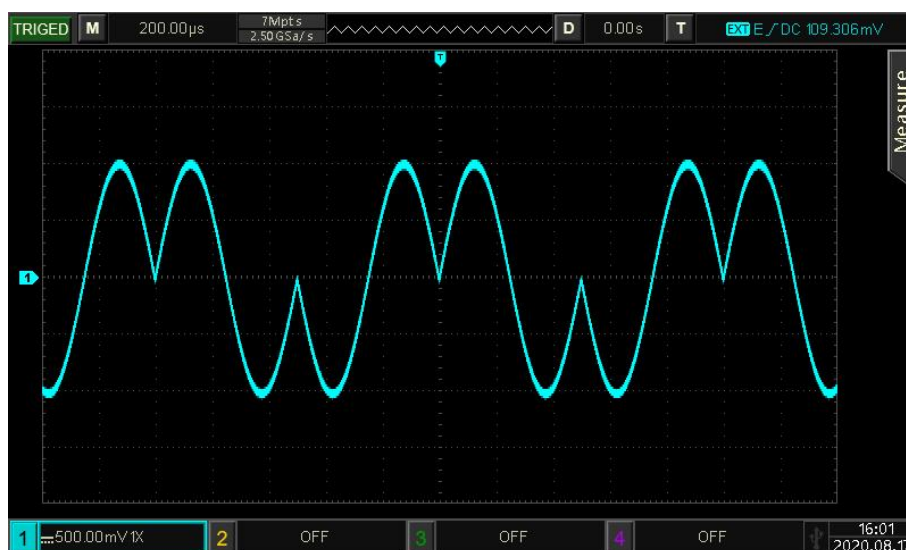 TRIGED M 200.00µs 7Mpts D 0.00s T EXT E DC 109.306mV
2.50GSa/s
T
Measure
1
1 500.00mV 1X 2 OFF 3 OFF 4 OFF 16:01